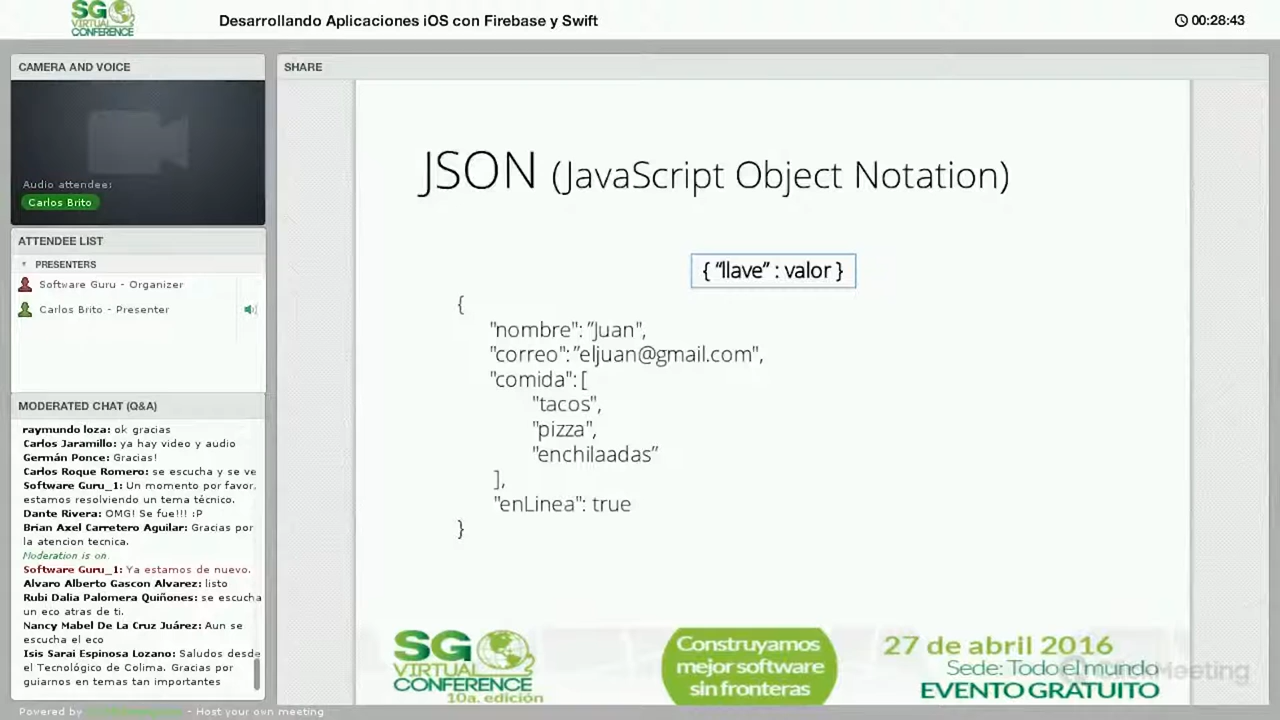 SG
VIRTUAL
CONFERENCE
Desarrollando Aplicaciones iOS con Firebase y Swift
00:28:43
CAMERA AND VOICE
Audio attendee:
Carlos Brito
ATTENDEE LIST
PRESENTERS
Software Guru - Organizer
Carlos Brito - Presenter
MODERATED CHAT (Q&A)
raymundo loza: ok gracias
Carlos Jaramillo: ya hay video y audio
Germán Ponce: Gracias!
Carlos Roque Romero: se escucha y se ve
Software Guru_1: Un momento por favor,
estamos resolviendo un tema técnico.
Dante Rivera: OMG! Se fue!!! :P
Brian Axel Carretero Aguilar: Gracias por
la atencion tecnica.
Moderation is on.
Software Guru_1: Ya estamos de nuevo.
Alvaro Alberto Gascon Alvarez: listo
Rubi Dalia Palomera Quiñones: se escucha
un eco atras de ti.
Nancy Mabel De La Cruz Juárez: Aun se
escucha el eco
Isis Sarai Espinosa Lozano: Saludos desde
el Tecnológico de Colima. Gracias por
guiarnos en temas tan importantes
Powered by
- Host your own meeting
SHARE
JSON (JavaScript Object Notation)
{ “llave” : valor }
{
"nombre": ”Juan",
"correo": ”eljuan@gmail.com",
"comida": [
"tacos",
"pizza",
"enchilaadas”
],
"enLinea": true
}
SG
VIRTUAL
CONFERENCE
10a. edición
Construyamos
mejor software
sin fronteras
27 de abril 2016
Sede: Todo el mundo
EVENTO GRATUITO